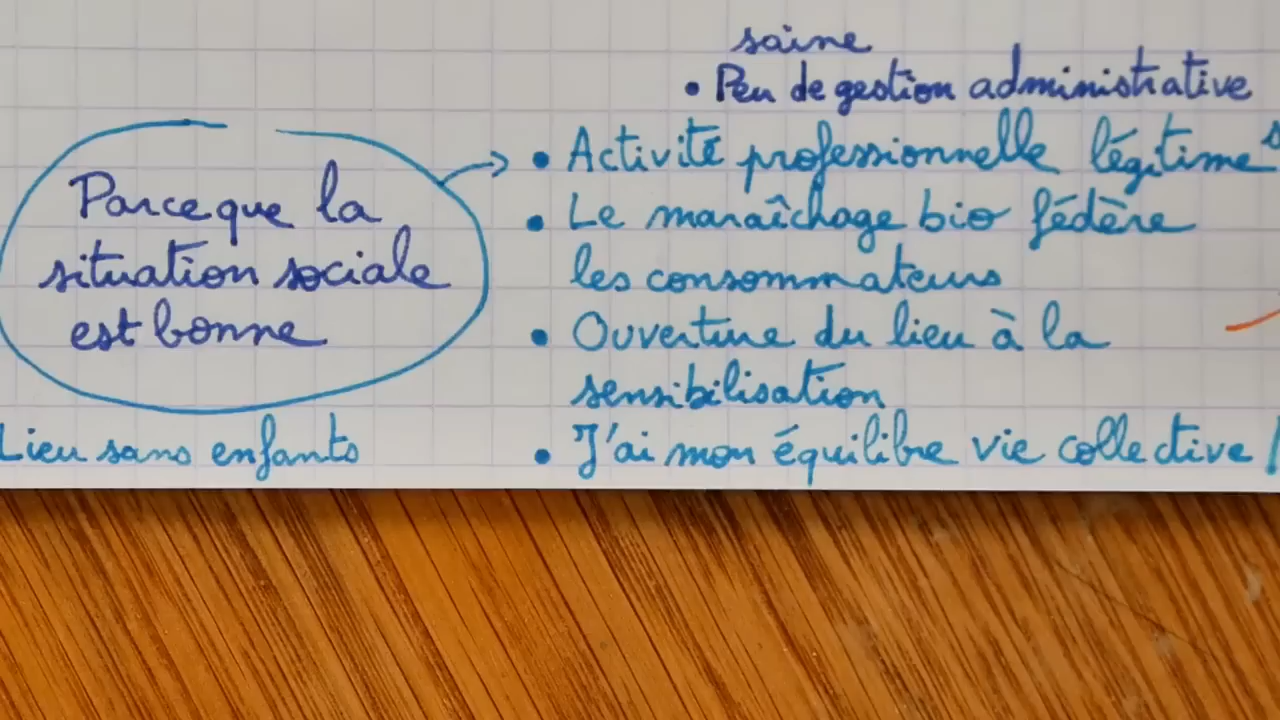 saine
• Peu de gestion administrative
Parce que la
situation sociale
est bonne
• Activité professionnelle légitime
• Le maraîchage bio fédère
les consommateurs
• Ouverture du lieu à la
sensibilisation
• J'ai mon équilibre vie collective /
Lieu sans enfants